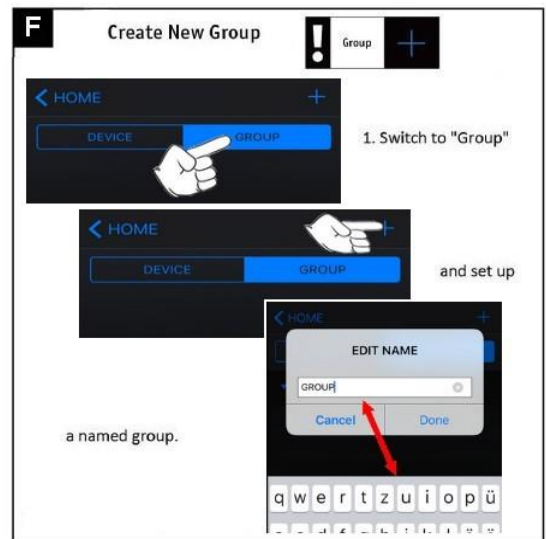 F
Create New Group
! Group +
< HOME +
DEVICE GROUP
1. Switch to "Group"
< HOME +
DEVICE GROUP
and set up
< HOME +
EDIT NAME
GROUP
Cancel Done
a named group.
q w e r t z u i o p ü